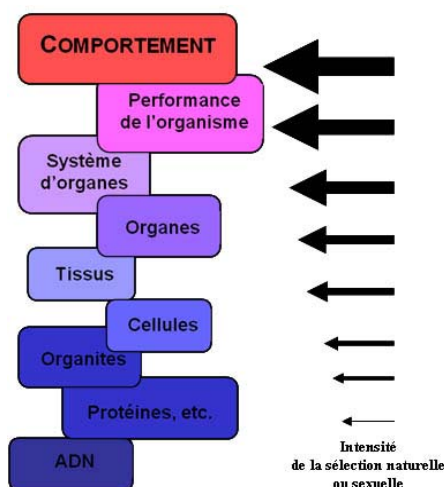 COMPORTEMENT
Performance
de l'organisme
Système
d'organes
Organes
Tissus
Cellules
Organites
Protéines, etc.
ADN
Intensité
de la sélection naturelle
ou sexuelle